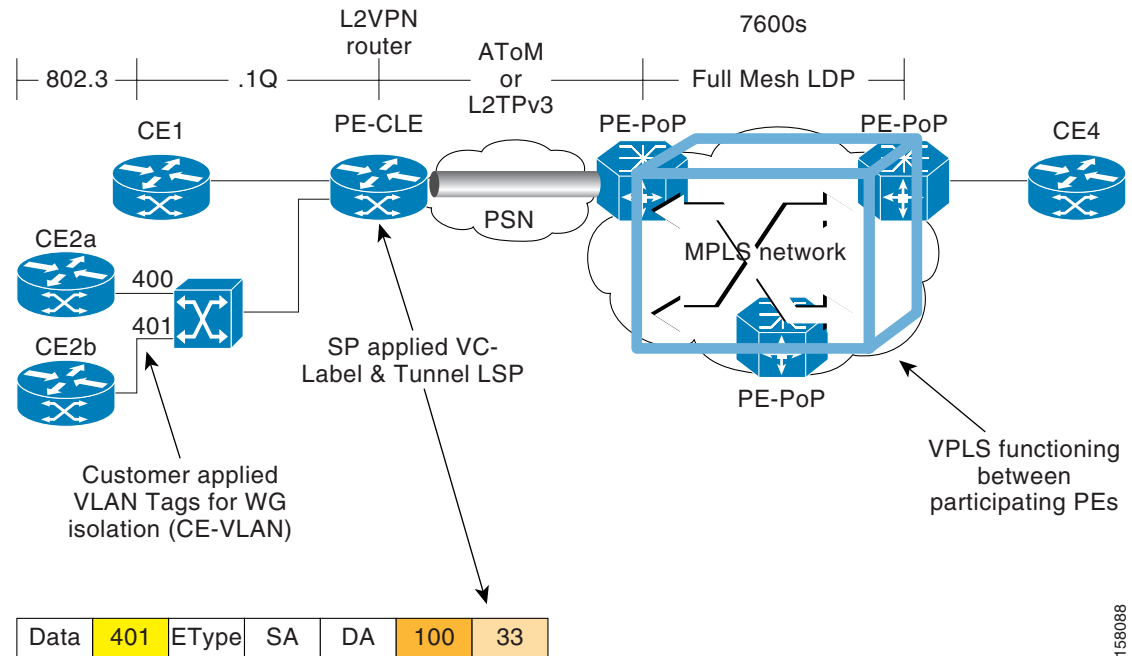 L2VPN
router
7600s
802.3
.1Q
AToM
or
L2TPv3
Full Mesh LDP
CE1
PE-CLE
PE-PoP
PE-PoP
CE4
PSN
CE2a
400
MPLS network
401
CE2b
SP applied VC-
Label & Tunnel LSP
PE-PoP
Customer applied
VLAN Tags for WG
isolation (CE-VLAN)
VPLS functioning
between
participating PEs
Data 401 EType SA DA 100 33
158088